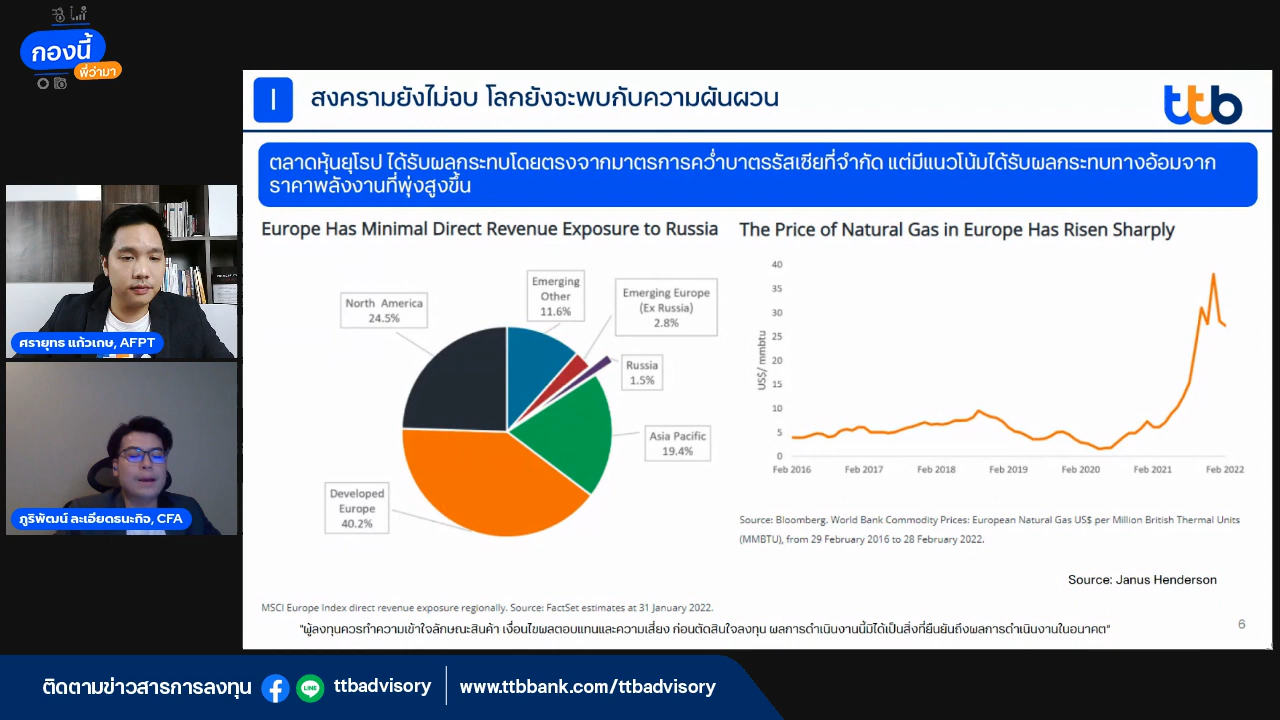 กองนี้
พี่ว่ามา
I
สงครามยังไม่จบ โลกยังจะพบกับความผันผวน
ttb
ตลาดหุ้นยุโรป ได้รับผลกระทบโดยตรงจากมาตรการคว่ำบาตรรัสเซียที่จำกัด แต่มีแนวโน้มได้รับผลกระทบทางอ้อมจาก
ราคาพลังงานที่พุ่งสูงขึ้น
Europe Has Minimal Direct Revenue Exposure to Russia
North America
24.5%
Emerging
Other
11.6%
Emerging Europe
(Ex Russia)
2.8%
Russia
1.5%
Asia Pacific
19.4%
Developed
Europe
40.2%
MSCI Europe Index direct revenue exposure regionally. Source: FactSet estimates at 31 January 2022.
The Price of Natural Gas in Europe Has Risen Sharply
US$/ mmbtu
40
35
30
25
20
15
10
5
0
Feb 2016 Feb 2017 Feb 2018 Feb 2019 Feb 2020 Feb 2021 Feb 2022
Source: Bloomberg. World Bank Commodity Prices: European Natural Gas US$ per Million British Thermal Units
(MMBTU), from 29 February 2016 to 28 February 2022.
Source: Janus Henderson
"ผู้ลงทุนควรทำความเข้าใจลักษณะสินค้า เงื่อนไขผลตอบแทนและความเสี่ยง ก่อนตัดสินใจลงทุน ผลการดำเนินงานนี้มิได้เป็นสิ่งที่ยืนยันถึงผลการดำเนินงานในอนาคต"
6
ศรายุทธ แก้วเกษ, AFPT
ภูริพัฒน์ ละเอียดธนะกิจ, CFA
ติดตามข่าวสารการลงทุน LINE ttbadvisory www.ttbbank.com/ttbadvisory